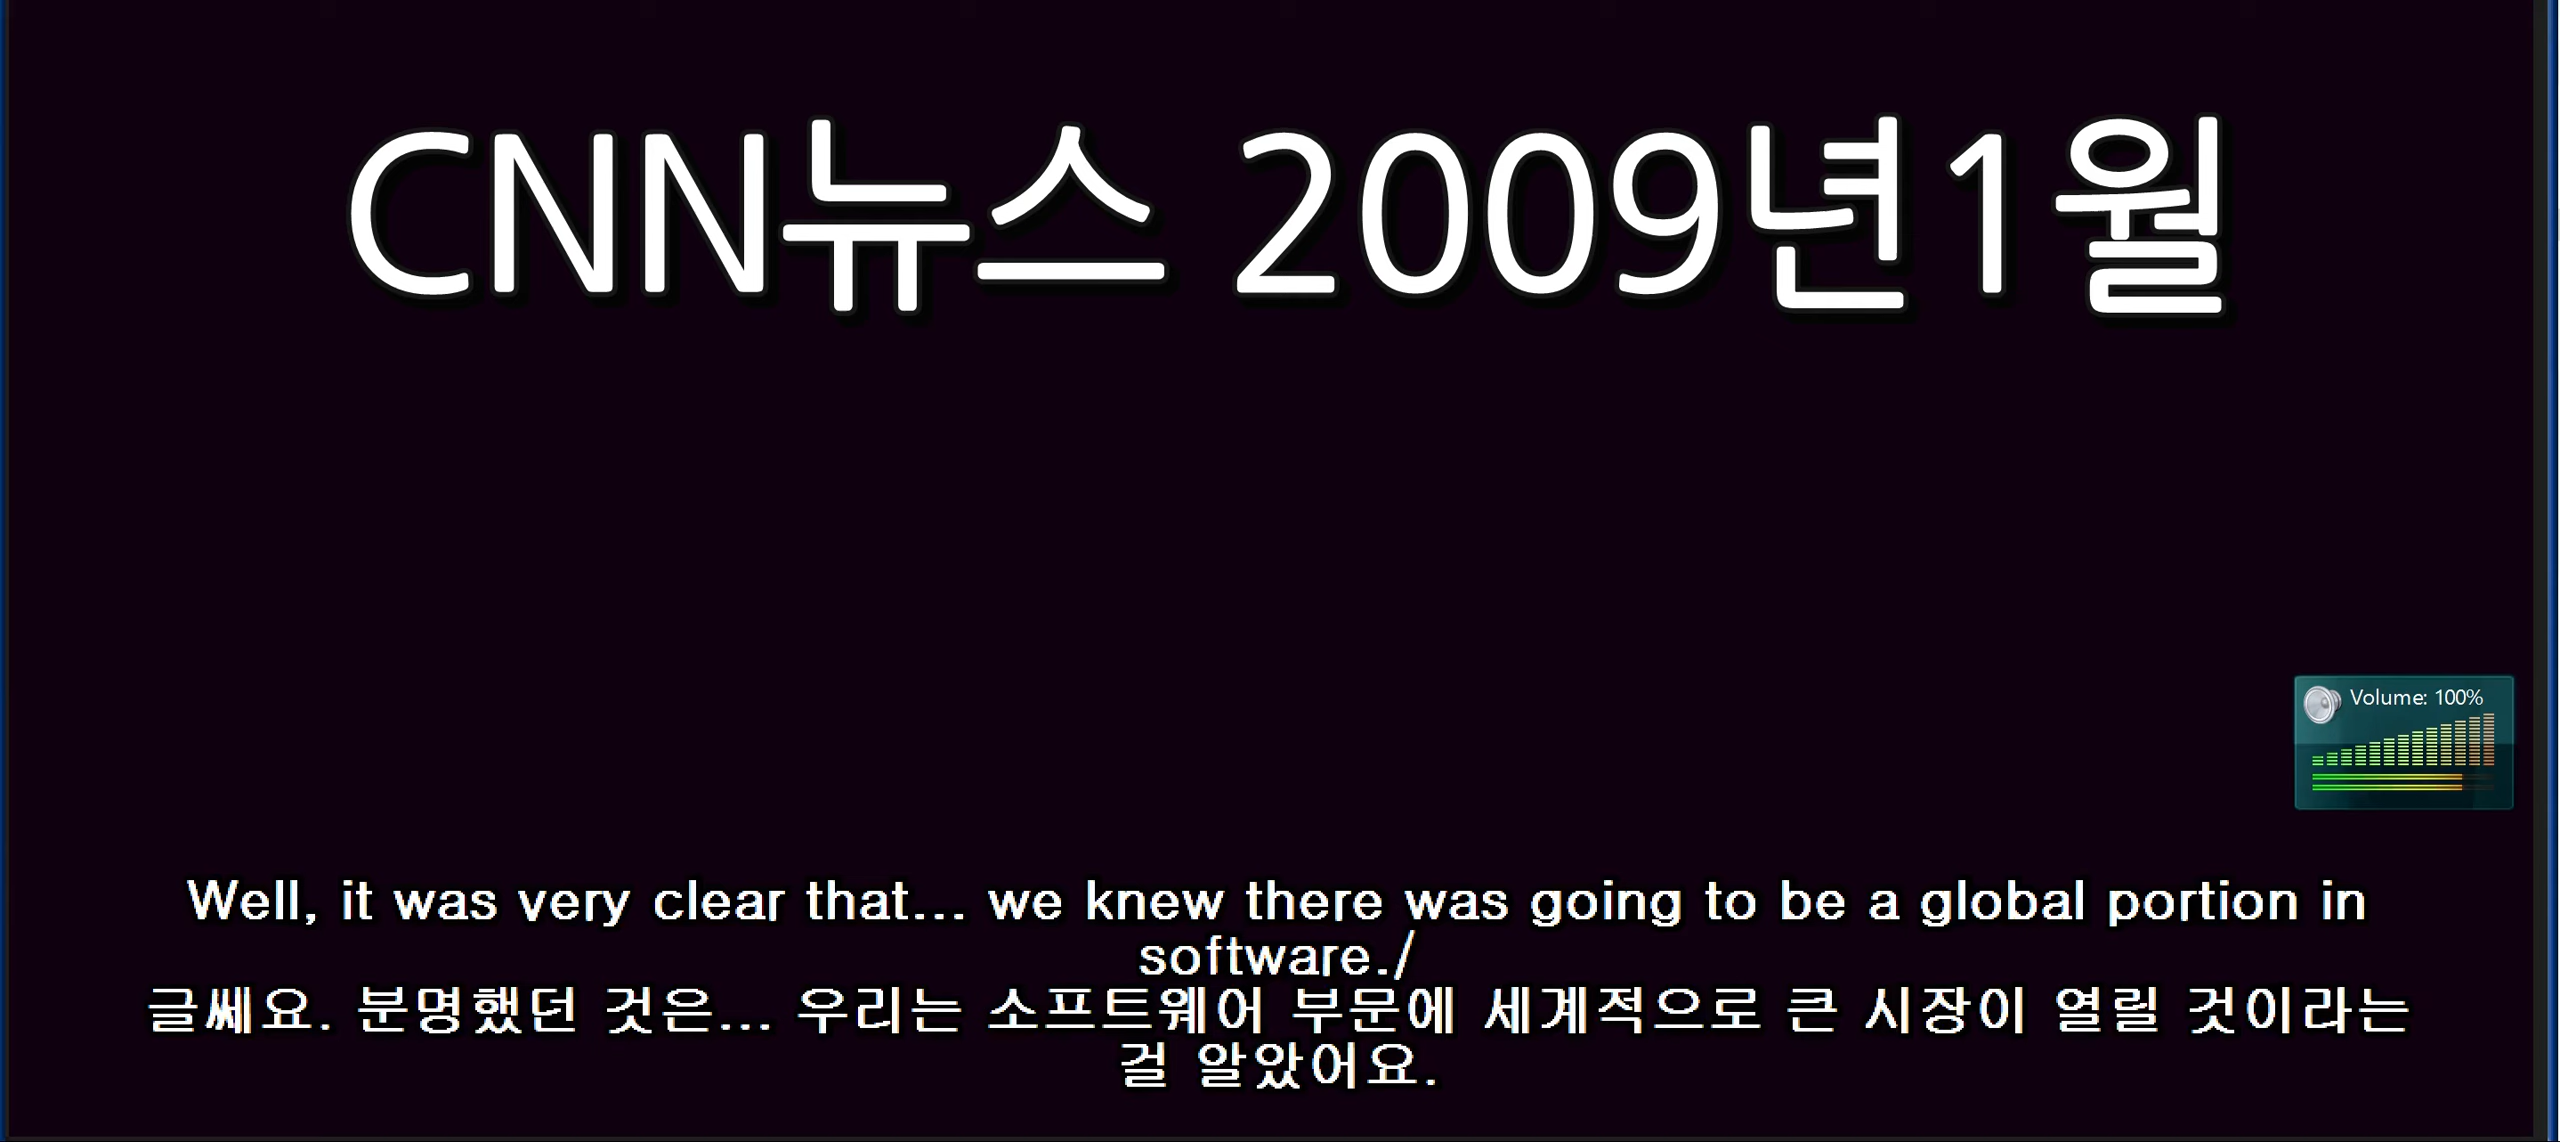 CNN뉴스 2009년1월
Volume: 100%
Well, it was very clear that... we knew there was going to be a global portion in
software./
글쎄요. 분명했던 것은... 우리는 소프트웨어 부문에 세계적으로 큰 시장이 열릴 것이라는
걸 알았어요.